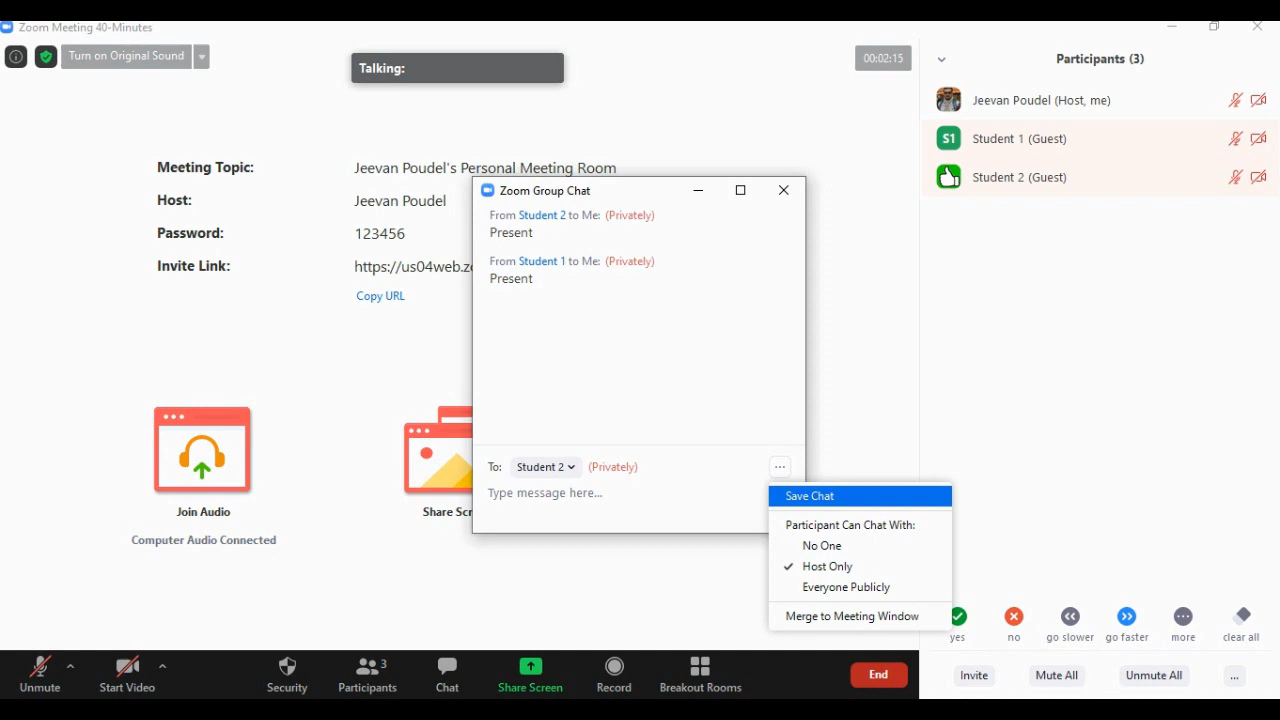 Zoom Meeting 40-Minutes
Turn on Original Sound
Talking:
00:02:15
Meeting Topic: Jeevan Poudel's Personal Meeting Room
Host: Jeevan Poudel
Password: 123456
Invite Link: https://us04web.z
Copy URL
Join Audio
Computer Audio Connected
Share Scr
Zoom Group Chat
From Student 2 to Me: (Privately)
Present
From Student 1 to Me: (Privately)
Present
To: Student 2 (Privately)
...
Type message here...
Save Chat
Participant Can Chat With:
No One
Host Only
Everyone Publicly
Merge to Meeting Window
Participants (3)
Jeevan Poudel (Host, me)
S1 Student 1 (Guest)
Student 2 (Guest)
yes no go slower go faster more clear all
Invite Mute All Unmute All ...
3
Unmute Start Video Security Participants Chat Share Screen Record Breakout Rooms End